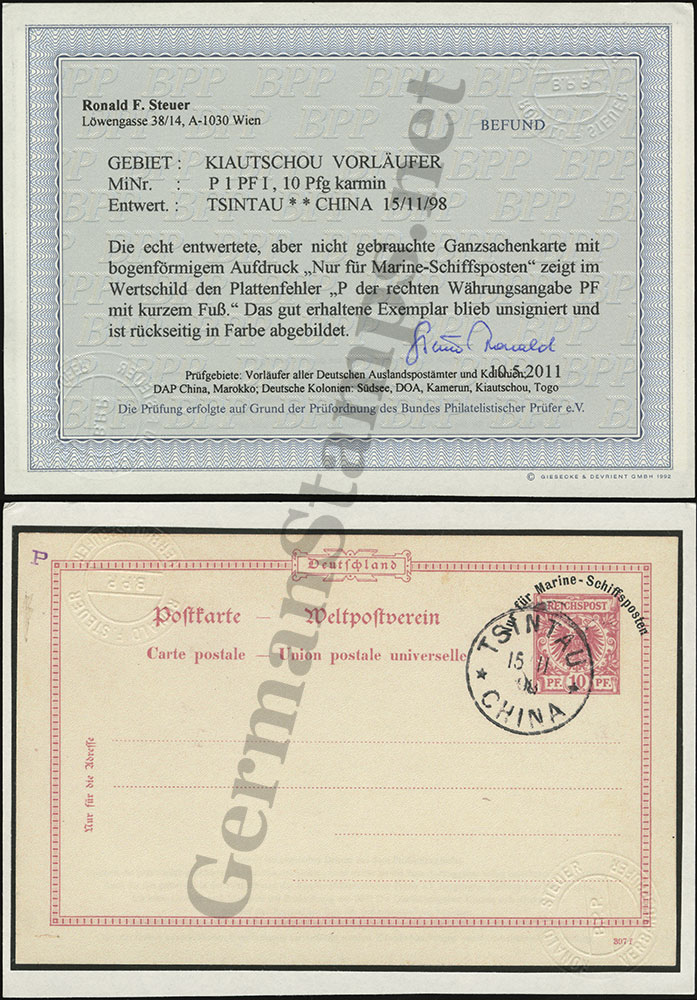 Ronald F. Steuer
Löwengasse 38/14, A-1030 Wien
BEFUND
GEBIET : KIAUTSCHOU VORLÄUFER
MiNr. : P 1 PF I , 10 Pfg karmin
Entwert. : TSINTAU * * CHINA 15/11/98
Die echt entwertete, aber nicht gebrauchte Ganzsachenkarte mit
bogenförmigem Aufdruck „Nur für Marine-Schiffsposten“ zeigt im
Wertschild den Plattenfehler „P der rechten Währungsangabe PF
mit kurzem Fuß.“ Das gut erhaltene Exemplar blieb unsigniert und
ist rückseitig in Farbe abgebildet.
Steuer Ronald
10.5.2011
Prüfgebiete: Vorläufer aller Deutschen Auslandspostämter und Kolonien;
DAP China, Marokko; Deutsche Kolonien: Südsee, DOA, Kamerun, Kiautschou, Togo
Die Prüfung erfolgte auf Grund der Prüfordnung des Bundes Philatelistischer Prüfer e.V.
© GIESECKE & DEVRIENT GMBH 1992
GermanStamps.net
P
Deutschland
Postkarte — Weltpostverein
Carte postale — Union postale universelle
für Marine-Schiffsposten
REICHSPOST
PF. 10 PF.
TSINTAU
15 11
* *
CHINA
Nur für die Adresse
BPP
RONALD STEUER
397 f